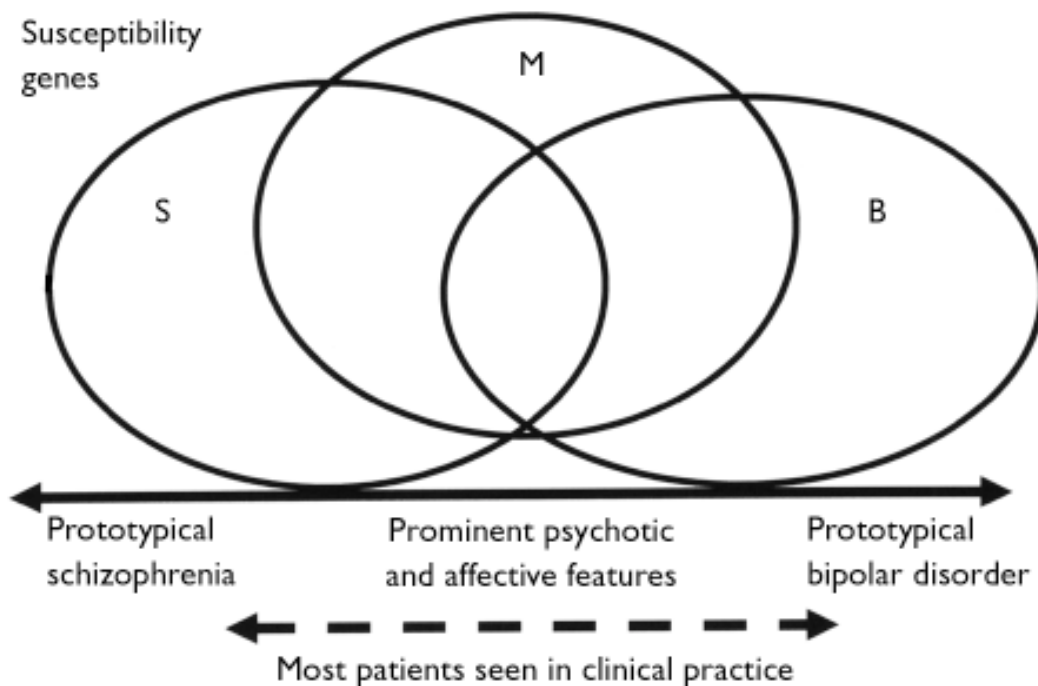 Susceptibility
genes
M
S
B
Prototypical
schizophrenia
Prominent psychotic
and affective features
Prototypical
bipolar disorder
Most patients seen in clinical practice